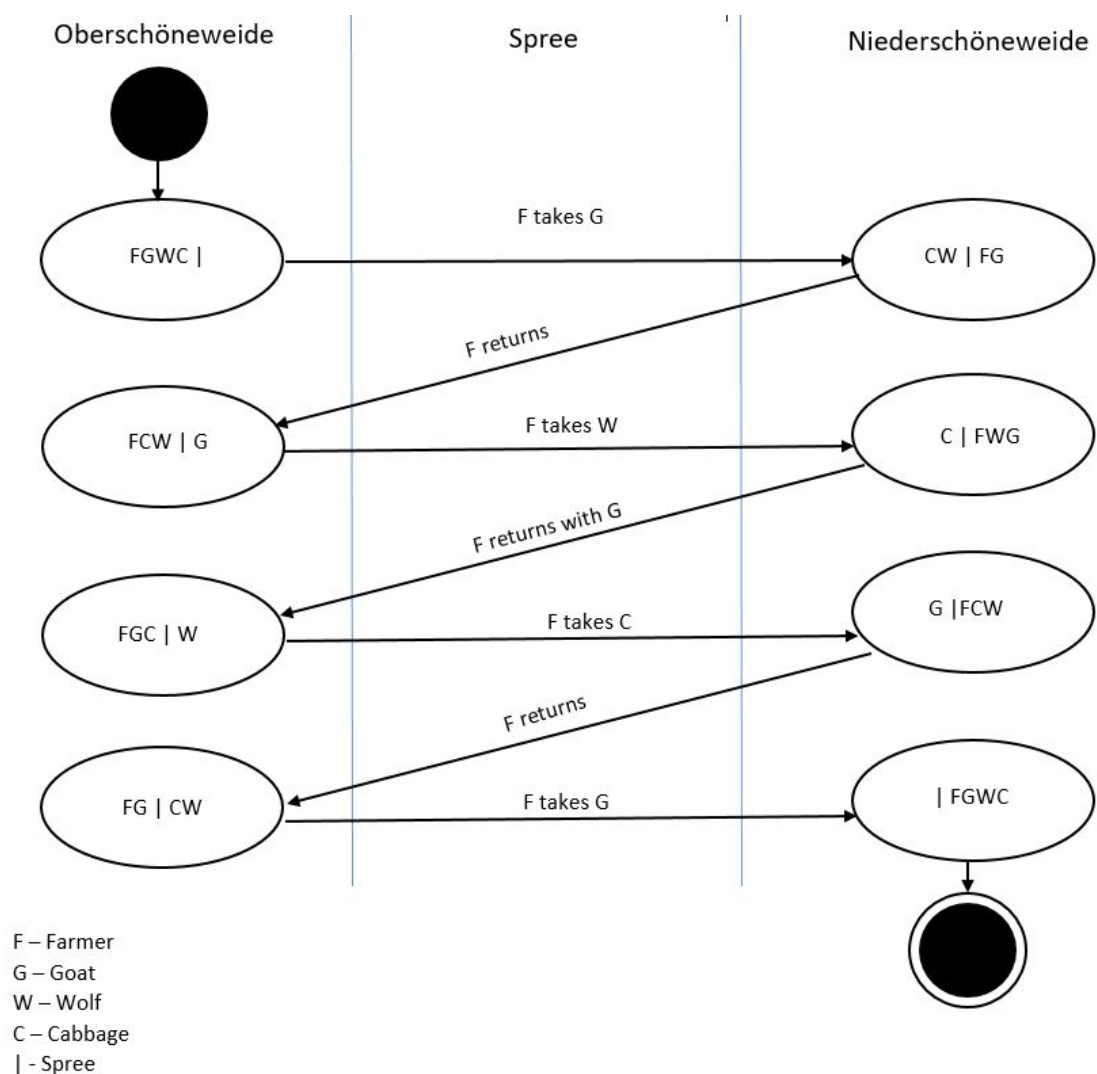 Oberschöneweide
Spree
Niederschöneweide
F takes G
FGWC |
CW | FG
F returns
F takes W
FCW | G
C | FWG
F returns with G
F takes C
FGC | W
G |FCW
F returns
F takes G
FG | CW
| FGWC
F – Farmer
G – Goat
W – Wolf
C – Cabbage
| - Spree